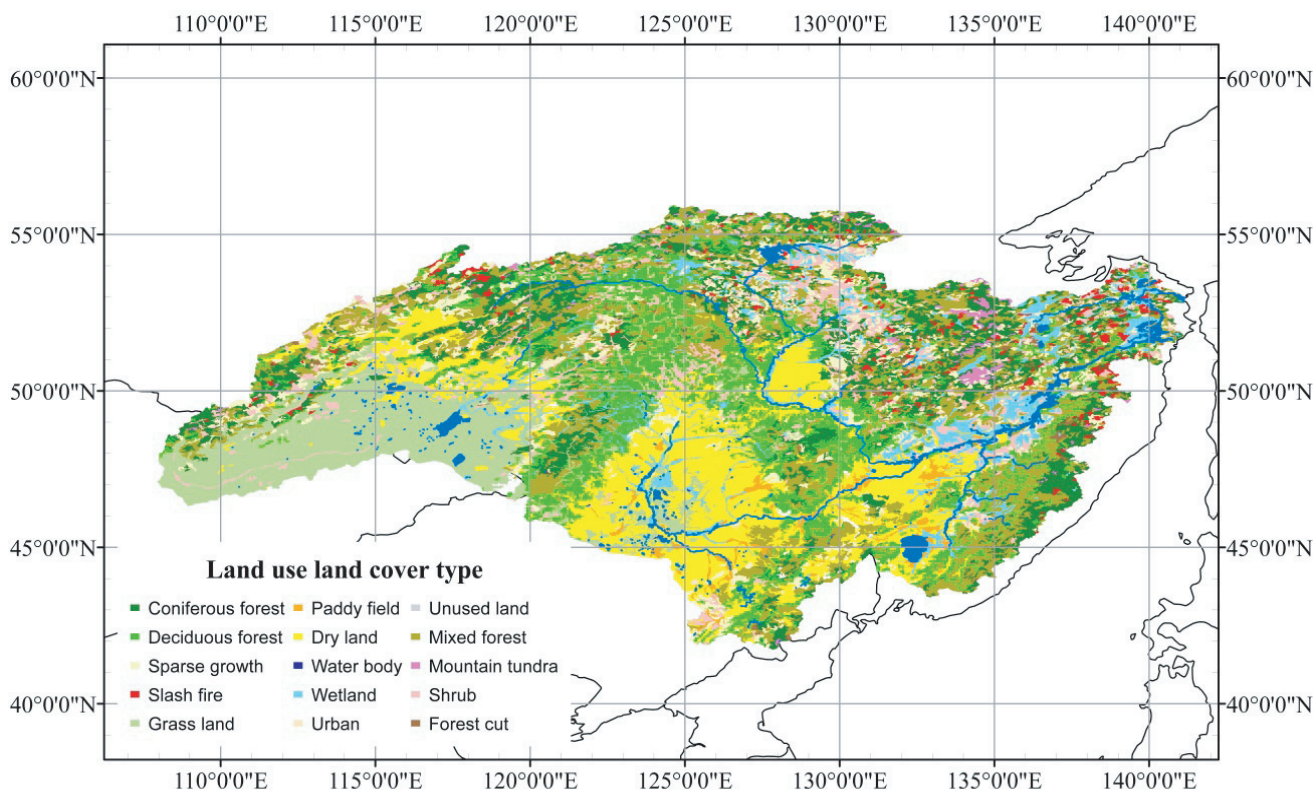 110°0'0"E 115°0'0"E 120°0'0"E 125°0'0"E 130°0'0"E 135°0'0"E 140°0'0"E
60°0'0"N 60°0'0"N
55°0'0"N 55°0'0"N
50°0'0"N 50°0'0"N
45°0'0"N 45°0'0"N
Land use land cover type
Coniferous forest Paddy field Unused land
Deciduous forest Dry land Mixed forest
Sparse growth Water body Mountain tundra
Slash fire Wetland Shrub
40°0'0"N 40°0'0"N
Grass land Urban Forest cut
110°0'0"E 115°0'0"E 120°0'0"E 125°0'0"E 130°0'0"E 135°0'0"E 140°0'0"E